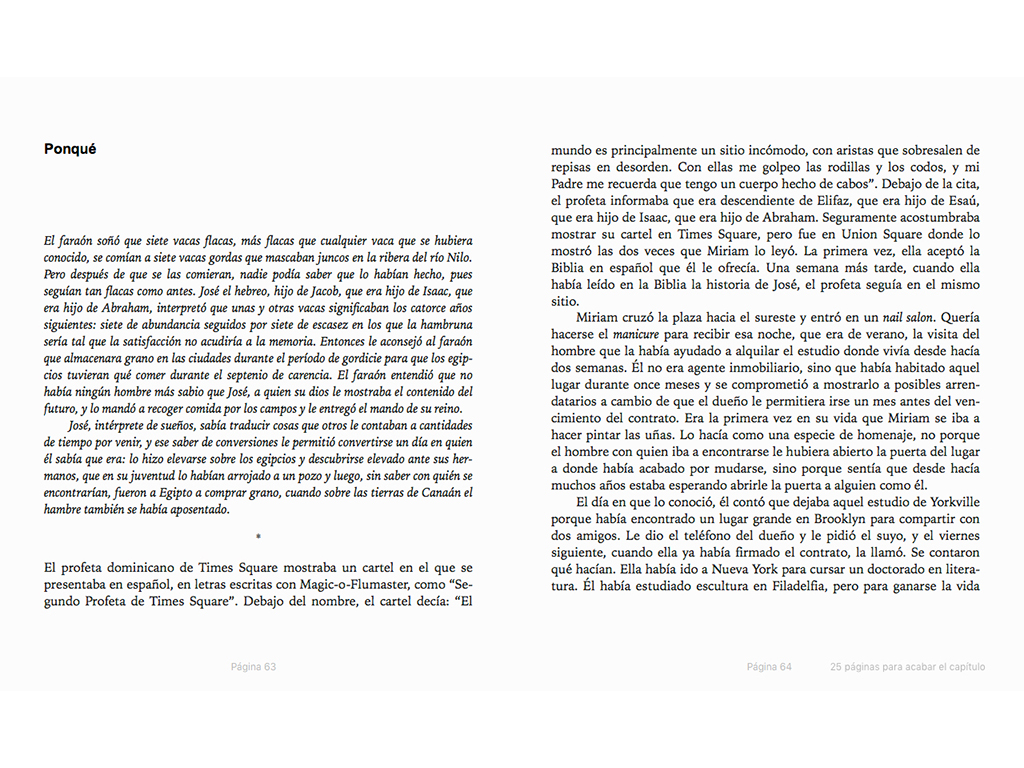 Ponqué
El faraón soñó que siete vacas flacas, más flacas que cualquier vaca que se hubiera
conocido, se comían a siete vacas gordas que mascaban juncos en la ribera del río Nilo.
Pero después de que se las comieran, nadie podía saber que lo habían hecho, pues
seguían tan flacas como antes. José el hebreo, hijo de Jacob, que era hijo de Isaac, que
era hijo de Abraham, interpretó que unas y otras vacas significaban los catorce años
siguientes: siete de abundancia seguidos por siete de escasez en los que la hambruna
sería tal que la satisfacción no acudiría a la memoria. Entonces le aconsejó al faraón
que almacenara grano en las ciudades durante el período de gordicie para que los egip-
cios tuvieran qué comer durante el septenio de carencia. El faraón entendió que no
había ningún hombre más sabio que José, a quien su dios le mostraba el contenido del
futuro, y lo mandó a recoger comida por los campos y le entregó el mando de su reino.
José, intérprete de sueños, sabía traducir cosas que otros le contaban a cantidades
de tiempo por venir, y ese saber de conversiones le permitió convertirse un día en quien
él sabía que era: lo hizo elevarse sobre los egipcios y descubrirse elevado ante sus her-
manos, que en su juventud lo habían arrojado a un pozo y luego, sin saber con quién se
encontrarían, fueron a Egipto a comprar grano, cuando sobre las tierras de Canaán el
hambre también se había aposentado.
*
El profeta dominicano de Times Square mostraba un cartel en el que se
presentaba en español, en letras escritas con Magic-o-Flumaster, como “Se-
gundo Profeta de Times Square”. Debajo del nombre, el cartel decía: “El
Página 63
mundo es principalmente un sitio incómodo, con aristas que sobresalen de
repisas en desorden. Con ellas me golpeo las rodillas y los codos, y mi
Padre me recuerda que tengo un cuerpo hecho de cabos”. Debajo de la cita,
el profeta informaba que era descendiente de Elifaz, que era hijo de Esaú,
que era hijo de Isaac, que era hijo de Abraham. Seguramente acostumbraba
mostrar su cartel en Times Square, pero fue en Union Square donde lo
mostró las dos veces que Miriam lo leyó. La primera vez, ella aceptó la
Biblia en español que él le ofrecía. Una semana más tarde, cuando ella
había leído en la Biblia la historia de José, el profeta seguía en el mismo
sitio.
Miriam cruzó la plaza hacia el sureste y entró en un nail salon. Quería
hacerse el manicure para recibir esa noche, que era de verano, la visita del
hombre que la había ayudado a alquilar el estudio donde vivía desde hacía
dos semanas. Él no era agente inmobiliario, sino que había habitado aquel
lugar durante once meses y se comprometió a mostrarlo a posibles arren-
datarios a cambio de que el dueño le permitiera irse un mes antes del ven-
cimiento del contrato. Era la primera vez en su vida que Miriam se iba a
hacer pintar las uñas. Lo hacía como una especie de homenaje, no porque
el hombre con quien iba a encontrarse le hubiera abierto la puerta del lugar
a donde había acabado por mudarse, sino porque sentía que desde hacía
muchos años estaba esperando abrirle la puerta a alguien como él.
El día en que lo conoció, él contó que dejaba aquel estudio de Yorkville
porque había encontrado un lugar grande en Brooklyn para compartir con
dos amigos. Le dio el teléfono del dueño y le pidió el suyo, y el viernes
siguiente, cuando ella ya había firmado el contrato, la llamó. Se contaron
qué hacían. Ella había ido a Nueva York para cursar un doctorado en litera-
tura. Él había estudiado escultura en Filadelfia, pero para ganarse la vida
Página 64
25 páginas para acabar el capítulo